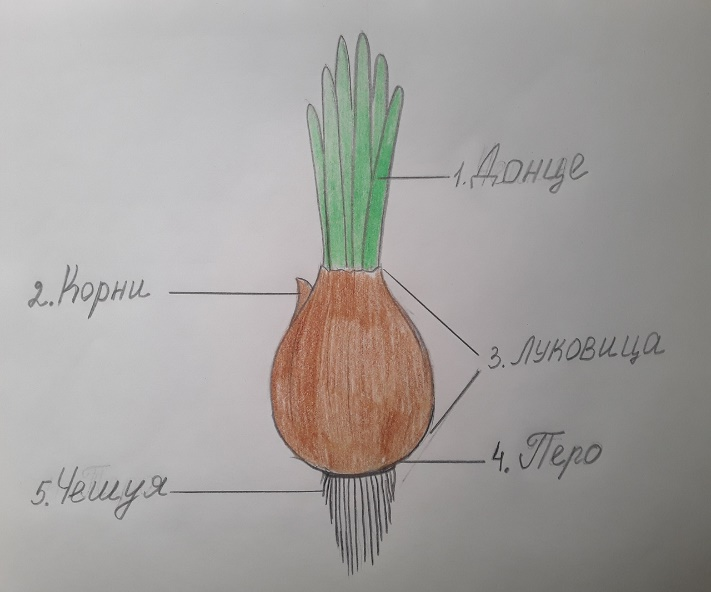 1. Донце
2. Корни
3. Луковица
4. Перо
5. Чешуя